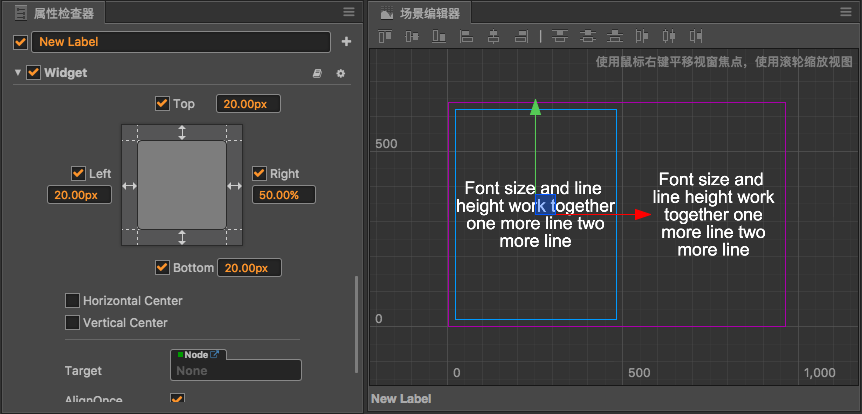 属性检查器
New Label
Widget
Top 20.00px
Left Right
20.00px 50.00%
Bottom 20.00px
Horizontal Center
Vertical Center
Node
Target None
AlignOnce
场景编辑器
使用鼠标右键平移视窗焦点，使用滚轮缩放视图
500
Font size and line
height work together
one more line two
more line
Font size and
line height work
together one
more line two
more line
0
0 500 1,000
New Label